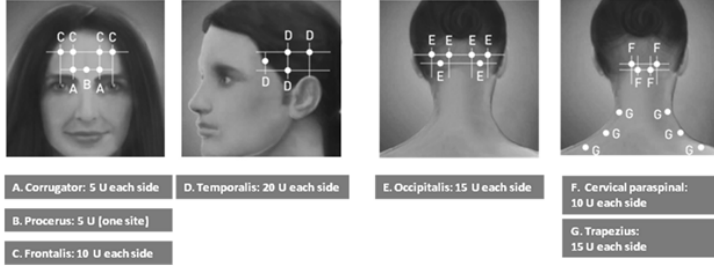 C C C C
A B A
D D D
D D
E E E E
E E
F F
F F
G G
G G
G G
A. Corrugator: 5 U each side
B. Procerus: 5 U (one site)
C. Frontalis: 10 U each side
D. Temporalis: 20 U each side
E. Occipitalis: 15 U each side
F. Cervical paraspinal:
10 U each side
G. Trapezius:
15 U each side